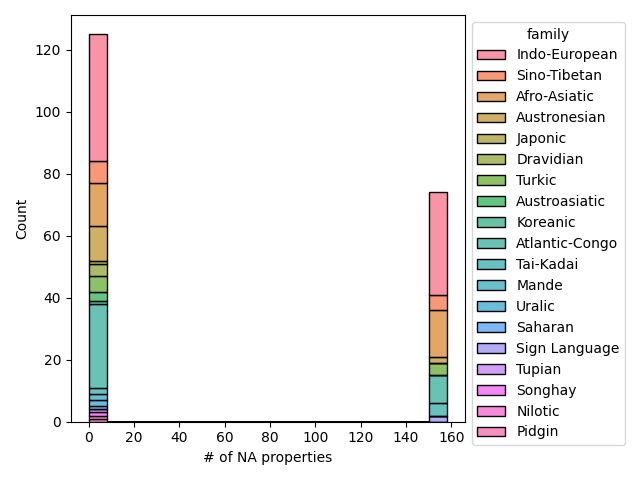 family
Indo-European
Sino-Tibetan
Afro-Asiatic
Austronesian
Japonic
Dravidian
Turkic
Austroasiatic
Koreanic
Atlantic-Congo
Tai-Kadai
Mande
Uralic
Saharan
Sign Language
Tupian
Songhay
Nilotic
Pidgin
Count
120
100
80
60
40
20
0
0 20 40 60 80 100 120 140 160
# of NA properties